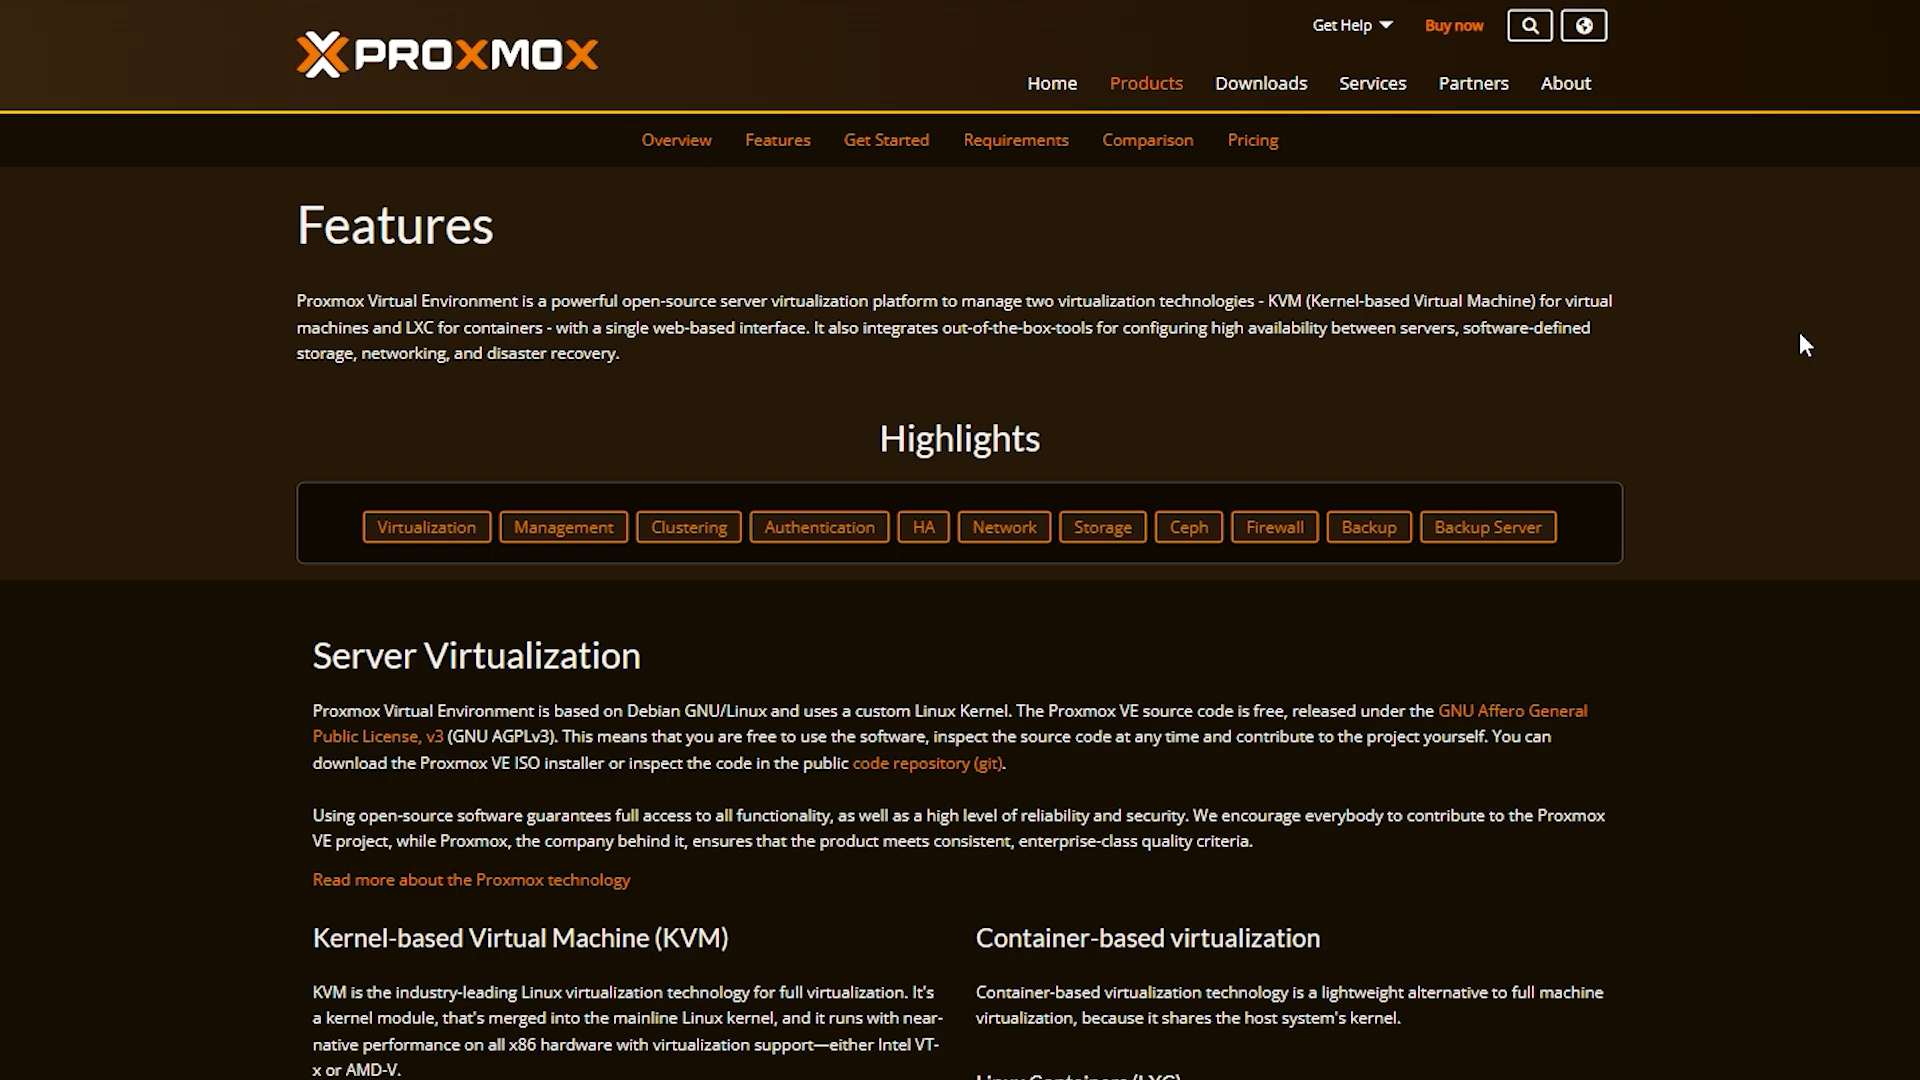 Get Help
Buy now
PROXMOX
Home
Products
Downloads
Services
Partners
About
Overview
Features
Get Started
Requirements
Comparison
Pricing
Features
Proxmox Virtual Environment is a powerful open-source server virtualization platform to manage two virtualization technologies - KVM (Kernel-based Virtual Machine) for virtual
machines and LXC for containers - with a single web-based interface. It also integrates out-of-the-box-tools for configuring high availability between servers, software-defined
storage, networking, and disaster recovery.
Highlights
Virtualization
Management
Clustering
Authentication
HA
Network
Storage
Ceph
Firewall
Backup
Backup Server
Server Virtualization
Proxmox Virtual Environment is based on Debian GNU/Linux and uses a custom Linux Kernel. The Proxmox VE source code is free, released under the GNU Affero General
Public License, v3 (GNU AGPLv3). This means that you are free to use the software, inspect the source code at any time and contribute to the project yourself. You can
download the Proxmox VE ISO installer or inspect the code in the public code repository (git).
Using open-source software guarantees full access to all functionality, as well as a high level of reliability and security. We encourage everybody to contribute to the Proxmox
VE project, while Proxmox, the company behind it, ensures that the product meets consistent, enterprise-class quality criteria.
Read more about the Proxmox technology
Kernel-based Virtual Machine (KVM)
KVM is the industry-leading Linux virtualization technology for full virtualization. It's
a kernel module, that's merged into the mainline Linux kernel, and it runs with near-
native performance on all x86 hardware with virtualization support—either Intel VT-
x or AMD-V.
Container-based virtualization
Container-based virtualization technology is a lightweight alternative to full machine
virtualization, because it shares the host system's kernel.
Linux Containers (LXC)